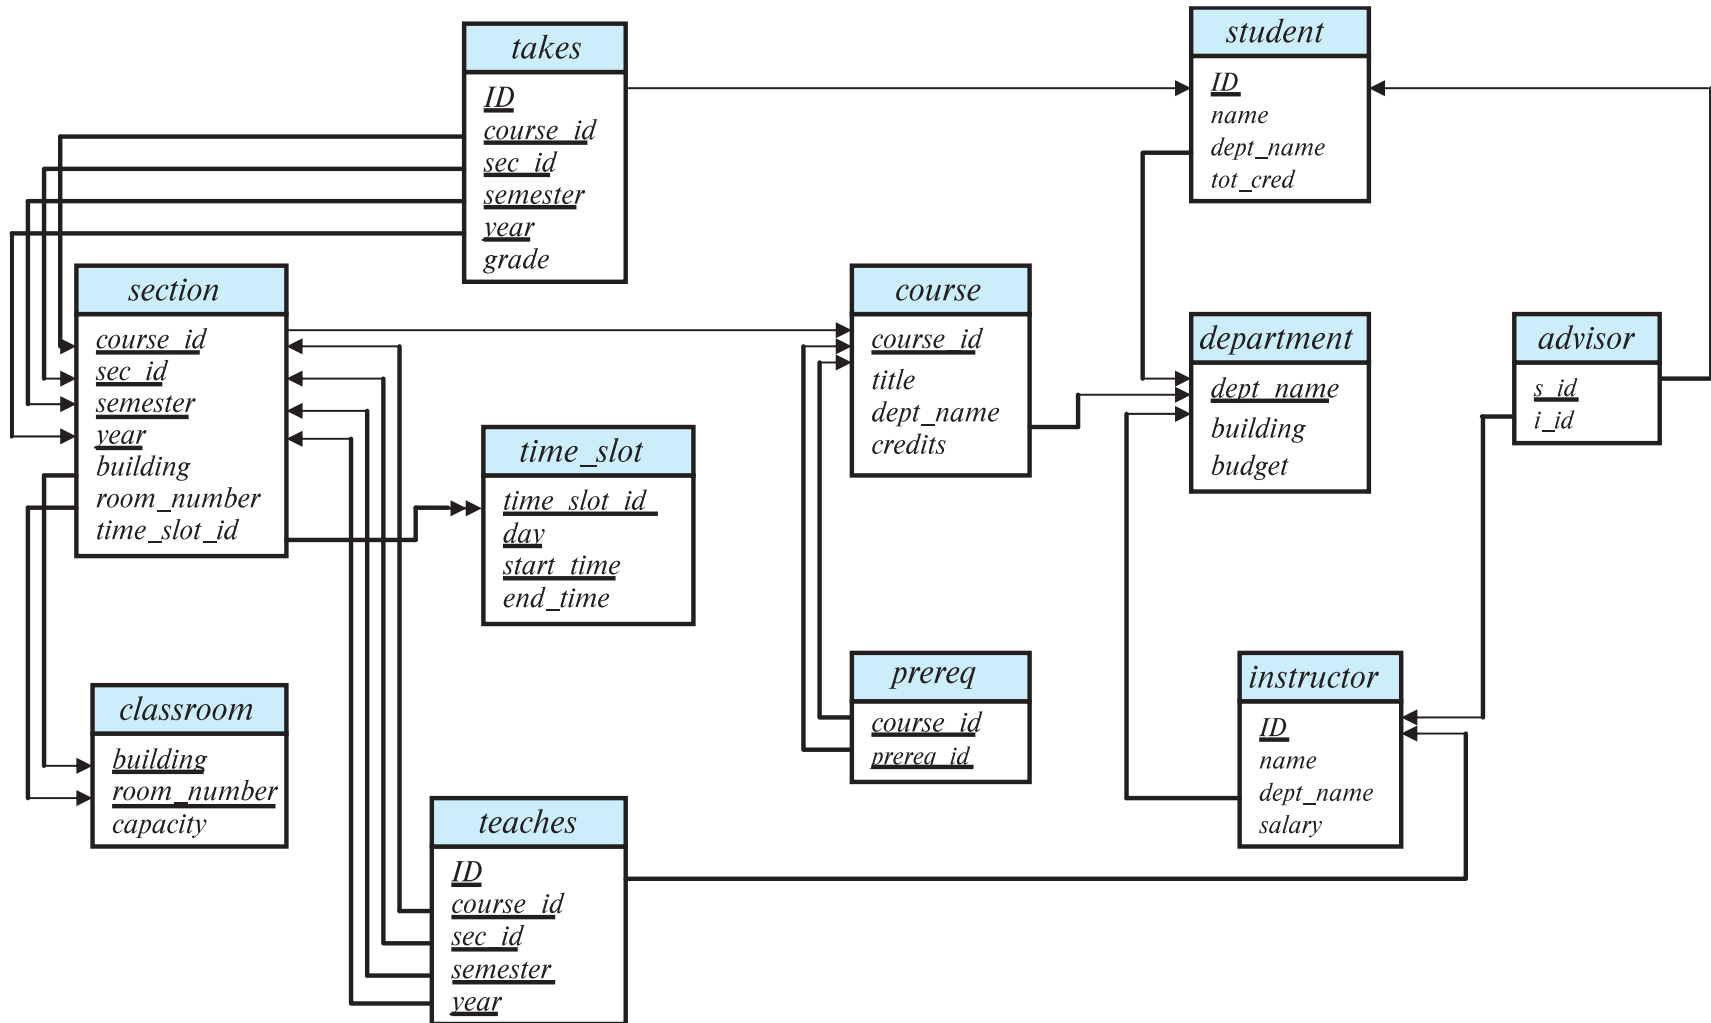 takes
ID
course_id
sec_id
semester
year
grade
student
ID
name
dept_name
tot_cred
section
course_id
sec_id
semester
year
building
room_number
time_slot_id
course
course_id
title
dept_name
credits
department
dept_name
building
budget
advisor
s_id
i_id
time_slot
time_slot_id
day
start_time
end_time
prereq
course_id
prereq_id
instructor
ID
name
dept_name
salary
classroom
building
room_number
capacity
teaches
ID
course_id
sec_id
semester
year